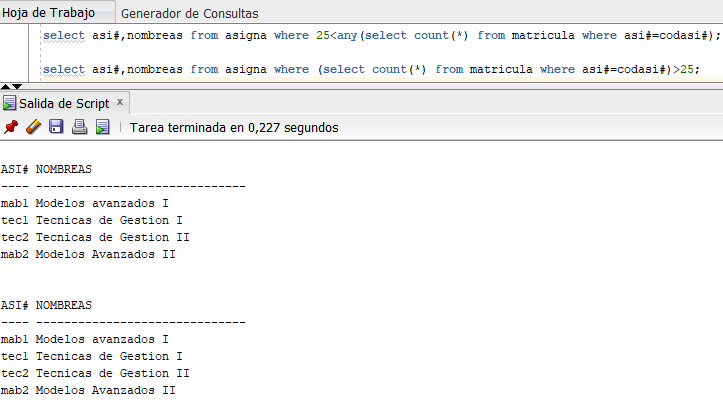 Hoja de Trabajo Generador de Consultas
select asi#,nombreas from asigna where 25<any(select count(*) from matricula where asi#=codasi#);
select asi#,nombreas from asigna where (select count(*) from matricula where asi#=codasi#)>25;
Salida de Script x
Tarea terminada en 0,227 segundos
ASI# NOMBREAS
---- ------------------------------
mab1 Modelos avanzados I
tec1 Tecnicas de Gestion I
tec2 Tecnicas de Gestion II
mab2 Modelos Avanzados II
ASI# NOMBREAS
---- ------------------------------
mab1 Modelos avanzados I
tec1 Tecnicas de Gestion I
tec2 Tecnicas de Gestion II
mab2 Modelos Avanzados II